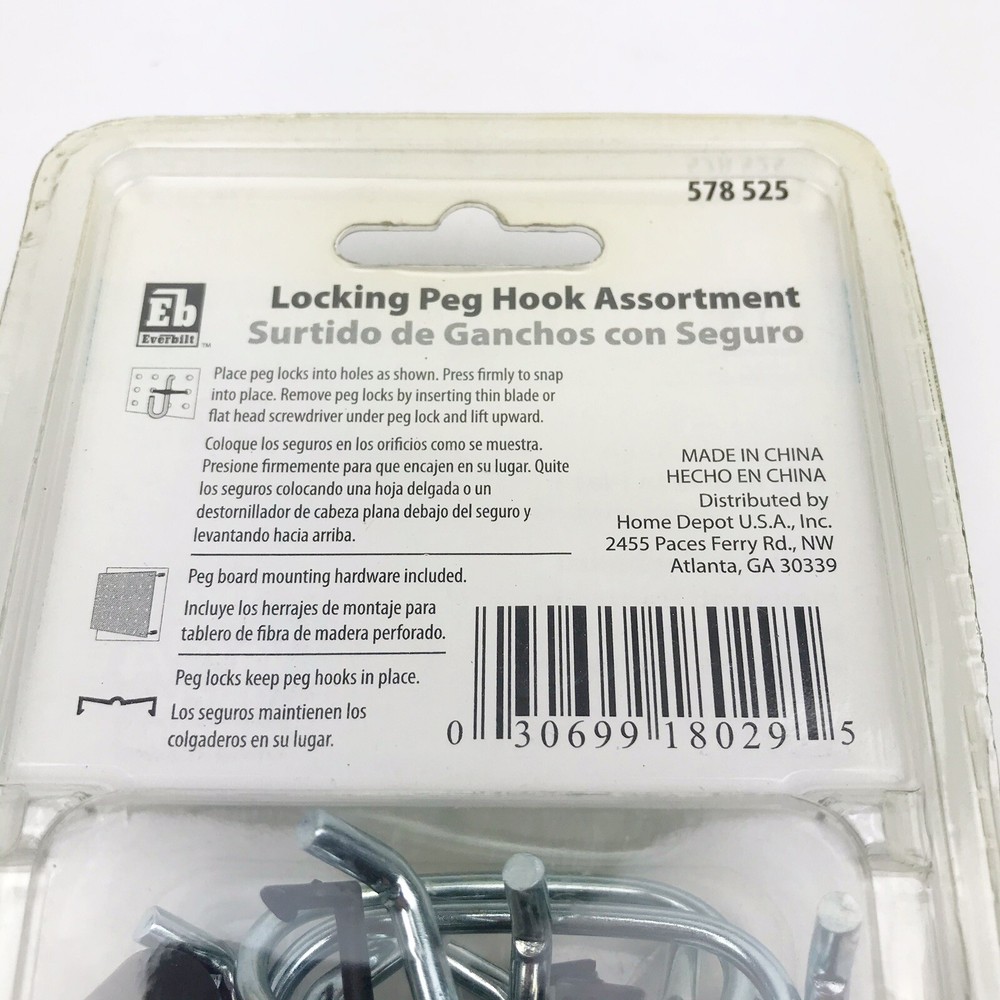 578 525
Locking Peg Hook Assortment
Surtido de Ganchos con Seguro
Eb
Everbilt™
Place peg locks into holes as shown. Press firmly to snap
into place. Remove peg locks by inserting thin blade or
flat head screwdriver under peg lock and lift upward.
Coloque los seguros en los orificios como se muestra.
Presione firmemente para que encajen en su lugar. Quite
los seguros colocando una hoja delgada o un
destornillador de cabeza plana debajo del seguro y
levantando hacia arriba.
MADE IN CHINA
HECHO EN CHINA
Distributed by
Home Depot U.S.A., Inc.
2455 Paces Ferry Rd., NW
Atlanta, GA 30339
Peg board mounting hardware included.
Incluye los herrajes de montaje para
tablero de fibra de madera perforado.
Peg locks keep peg hooks in place.
Los seguros maintienen los
colgaderos en su lugar.
0 30699 18029 5